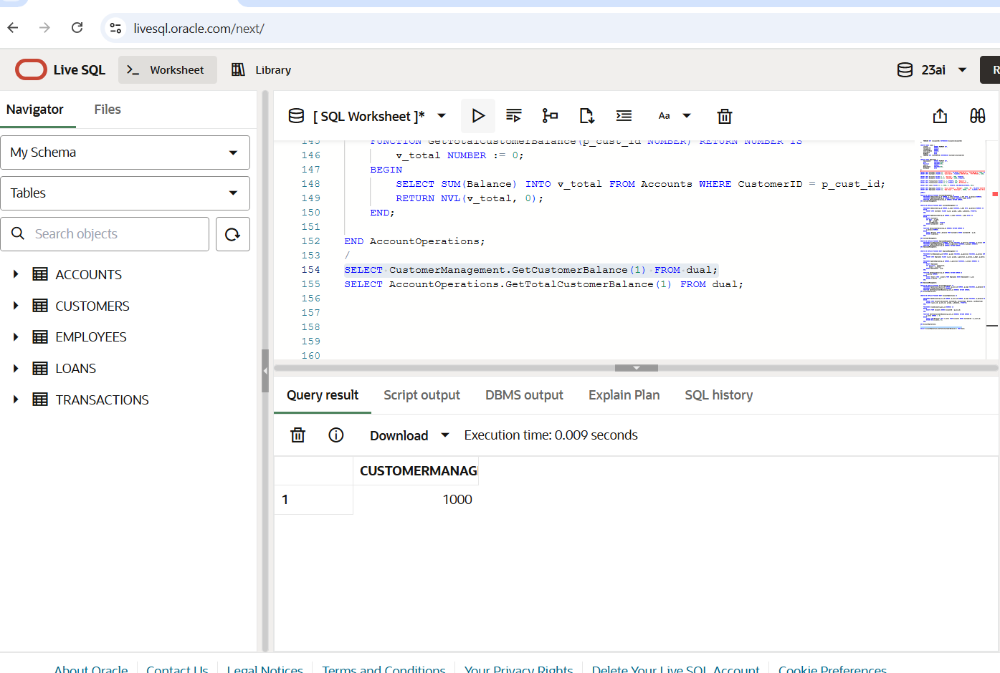 livesql.oracle.com/next/
Live SQL
Worksheet
Library
23ai
R
Navigator
Files
My Schema
Tables
Search objects
ACCOUNTS
CUSTOMERS
EMPLOYEES
LOANS
TRANSACTIONS
[ SQL Worksheet ]*
Aa
145 FUNCTION GetTotalCustomerBalance(p_cust_id NUMBER) RETURN NUMBER IS
146 v_total NUMBER := 0;
147 BEGIN
148 SELECT SUM(Balance) INTO v_total FROM Accounts WHERE CustomerID = p_cust_id;
149 RETURN NVL(v_total, 0);
150 END;
151
152 END AccountOperations;
153 /
154 SELECT CustomerManagement.GetCustomerBalance(1) FROM dual;
155 SELECT AccountOperations.GetTotalCustomerBalance(1) FROM dual;
156
157
158
159
160
Query result
Script output
DBMS output
Explain Plan
SQL history
Download
Execution time: 0.009 seconds
CUSTOMERMANAG
1 1000
About Oracle
Contact Us
Legal Notices
Terms and Conditions
Your Privacy Rights
Delete Your Live SQL Account
Cookie Preferences